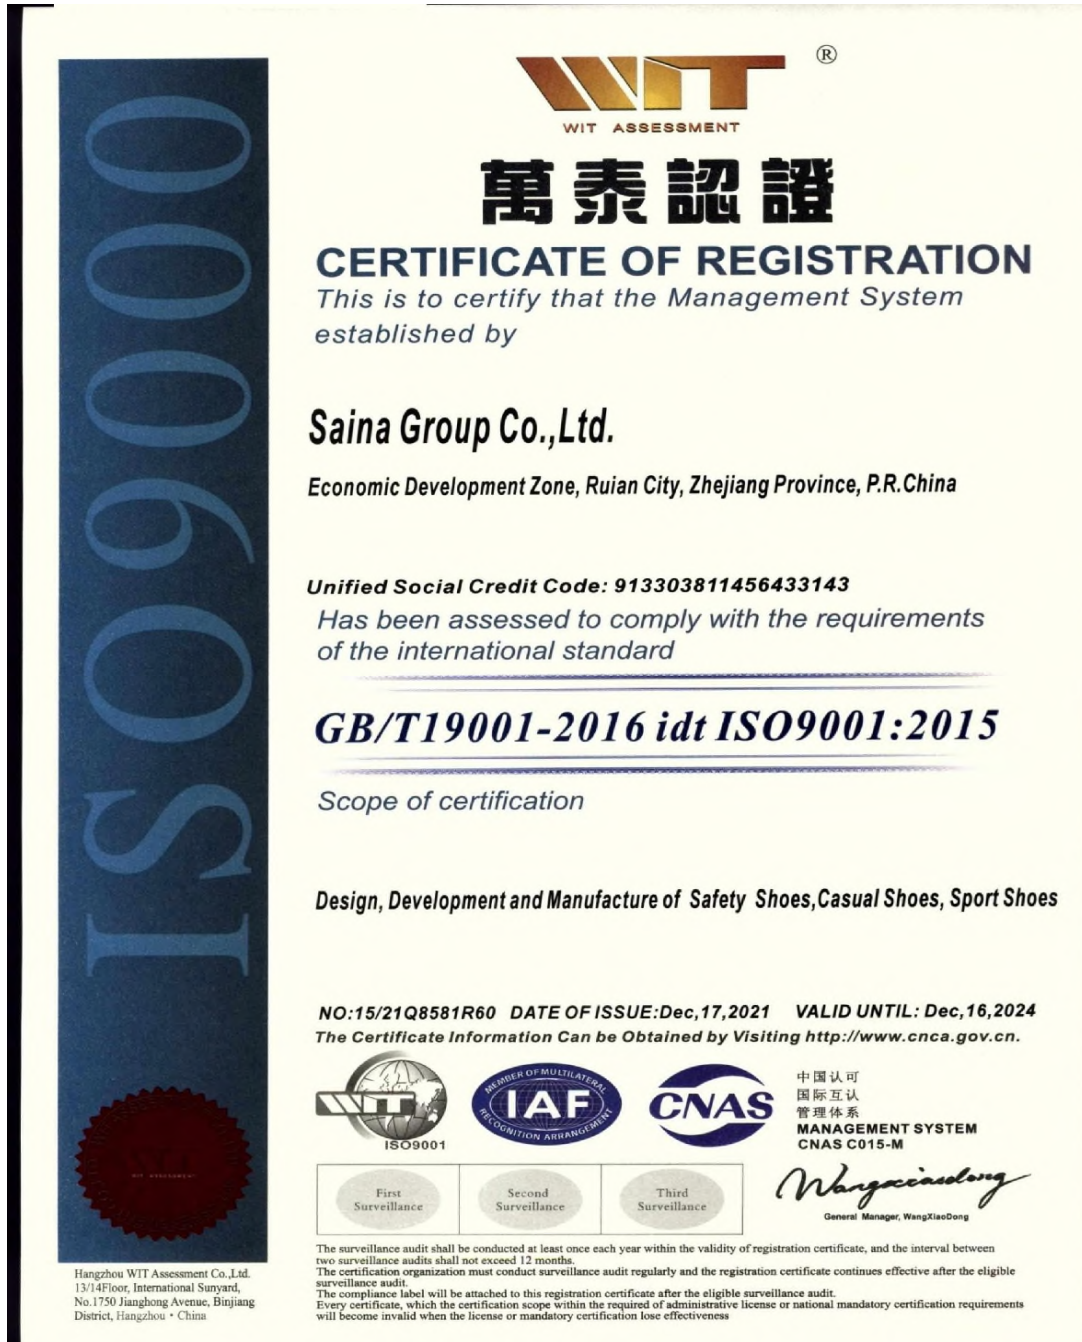 ISO9000
WIT
®
WIT ASSESSMENT
萬泰認證
CERTIFICATE OF REGISTRATION
This is to certify that the Management System
established by
Saina Group Co.,Ltd.
Economic Development Zone, Ruian City, Zhejiang Province, P.R.China
Unified Social Credit Code: 913303811456433143
Has been assessed to comply with the requirements
of the international standard
GB/T19001-2016 idt ISO9001:2015
Scope of certification
Design, Development and Manufacture of Safety Shoes,Casual Shoes, Sport Shoes
NO:15/21Q8581R60 DATE OF ISSUE:Dec,17,2021 VALID UNTIL: Dec,16,2024
The Certificate Information Can be Obtained by Visiting http://www.cnca.gov.cn.
WIT
ISO9001
MEMBER OF MULTILATERAL
IAF
RECOGNITION ARRANGEMENT
CNAS
中国认可
国际互认
管理体系
MANAGEMENT SYSTEM
CNAS C015-M
WIT ASSESSMENT
First
Surveillance
Second
Surveillance
Third
Surveillance
Wangxiaodong
General Manager, WangXiaoDong
The surveillance audit shall be conducted at least once each year within the validity of registration certificate, and the interval between
two surveillance audits shall not exceed 12 months.
The certification organization must conduct surveillance audit regularly and the registration certificate continues effective after the eligible
surveillance audit.
The compliance label will be attached to this registration certificate after the eligible surveillance audit.
Every certificate, which the certification scope within the required of administrative license or national mandatory certification requirements
will become invalid when the license or mandatory certification lose effectiveness
Hangzhou WIT Assessment Co.,Ltd.
13/14Floor, International Sunyard,
No.1750 Jianghong Avenue, Binjiang
District, Hangzhou · China